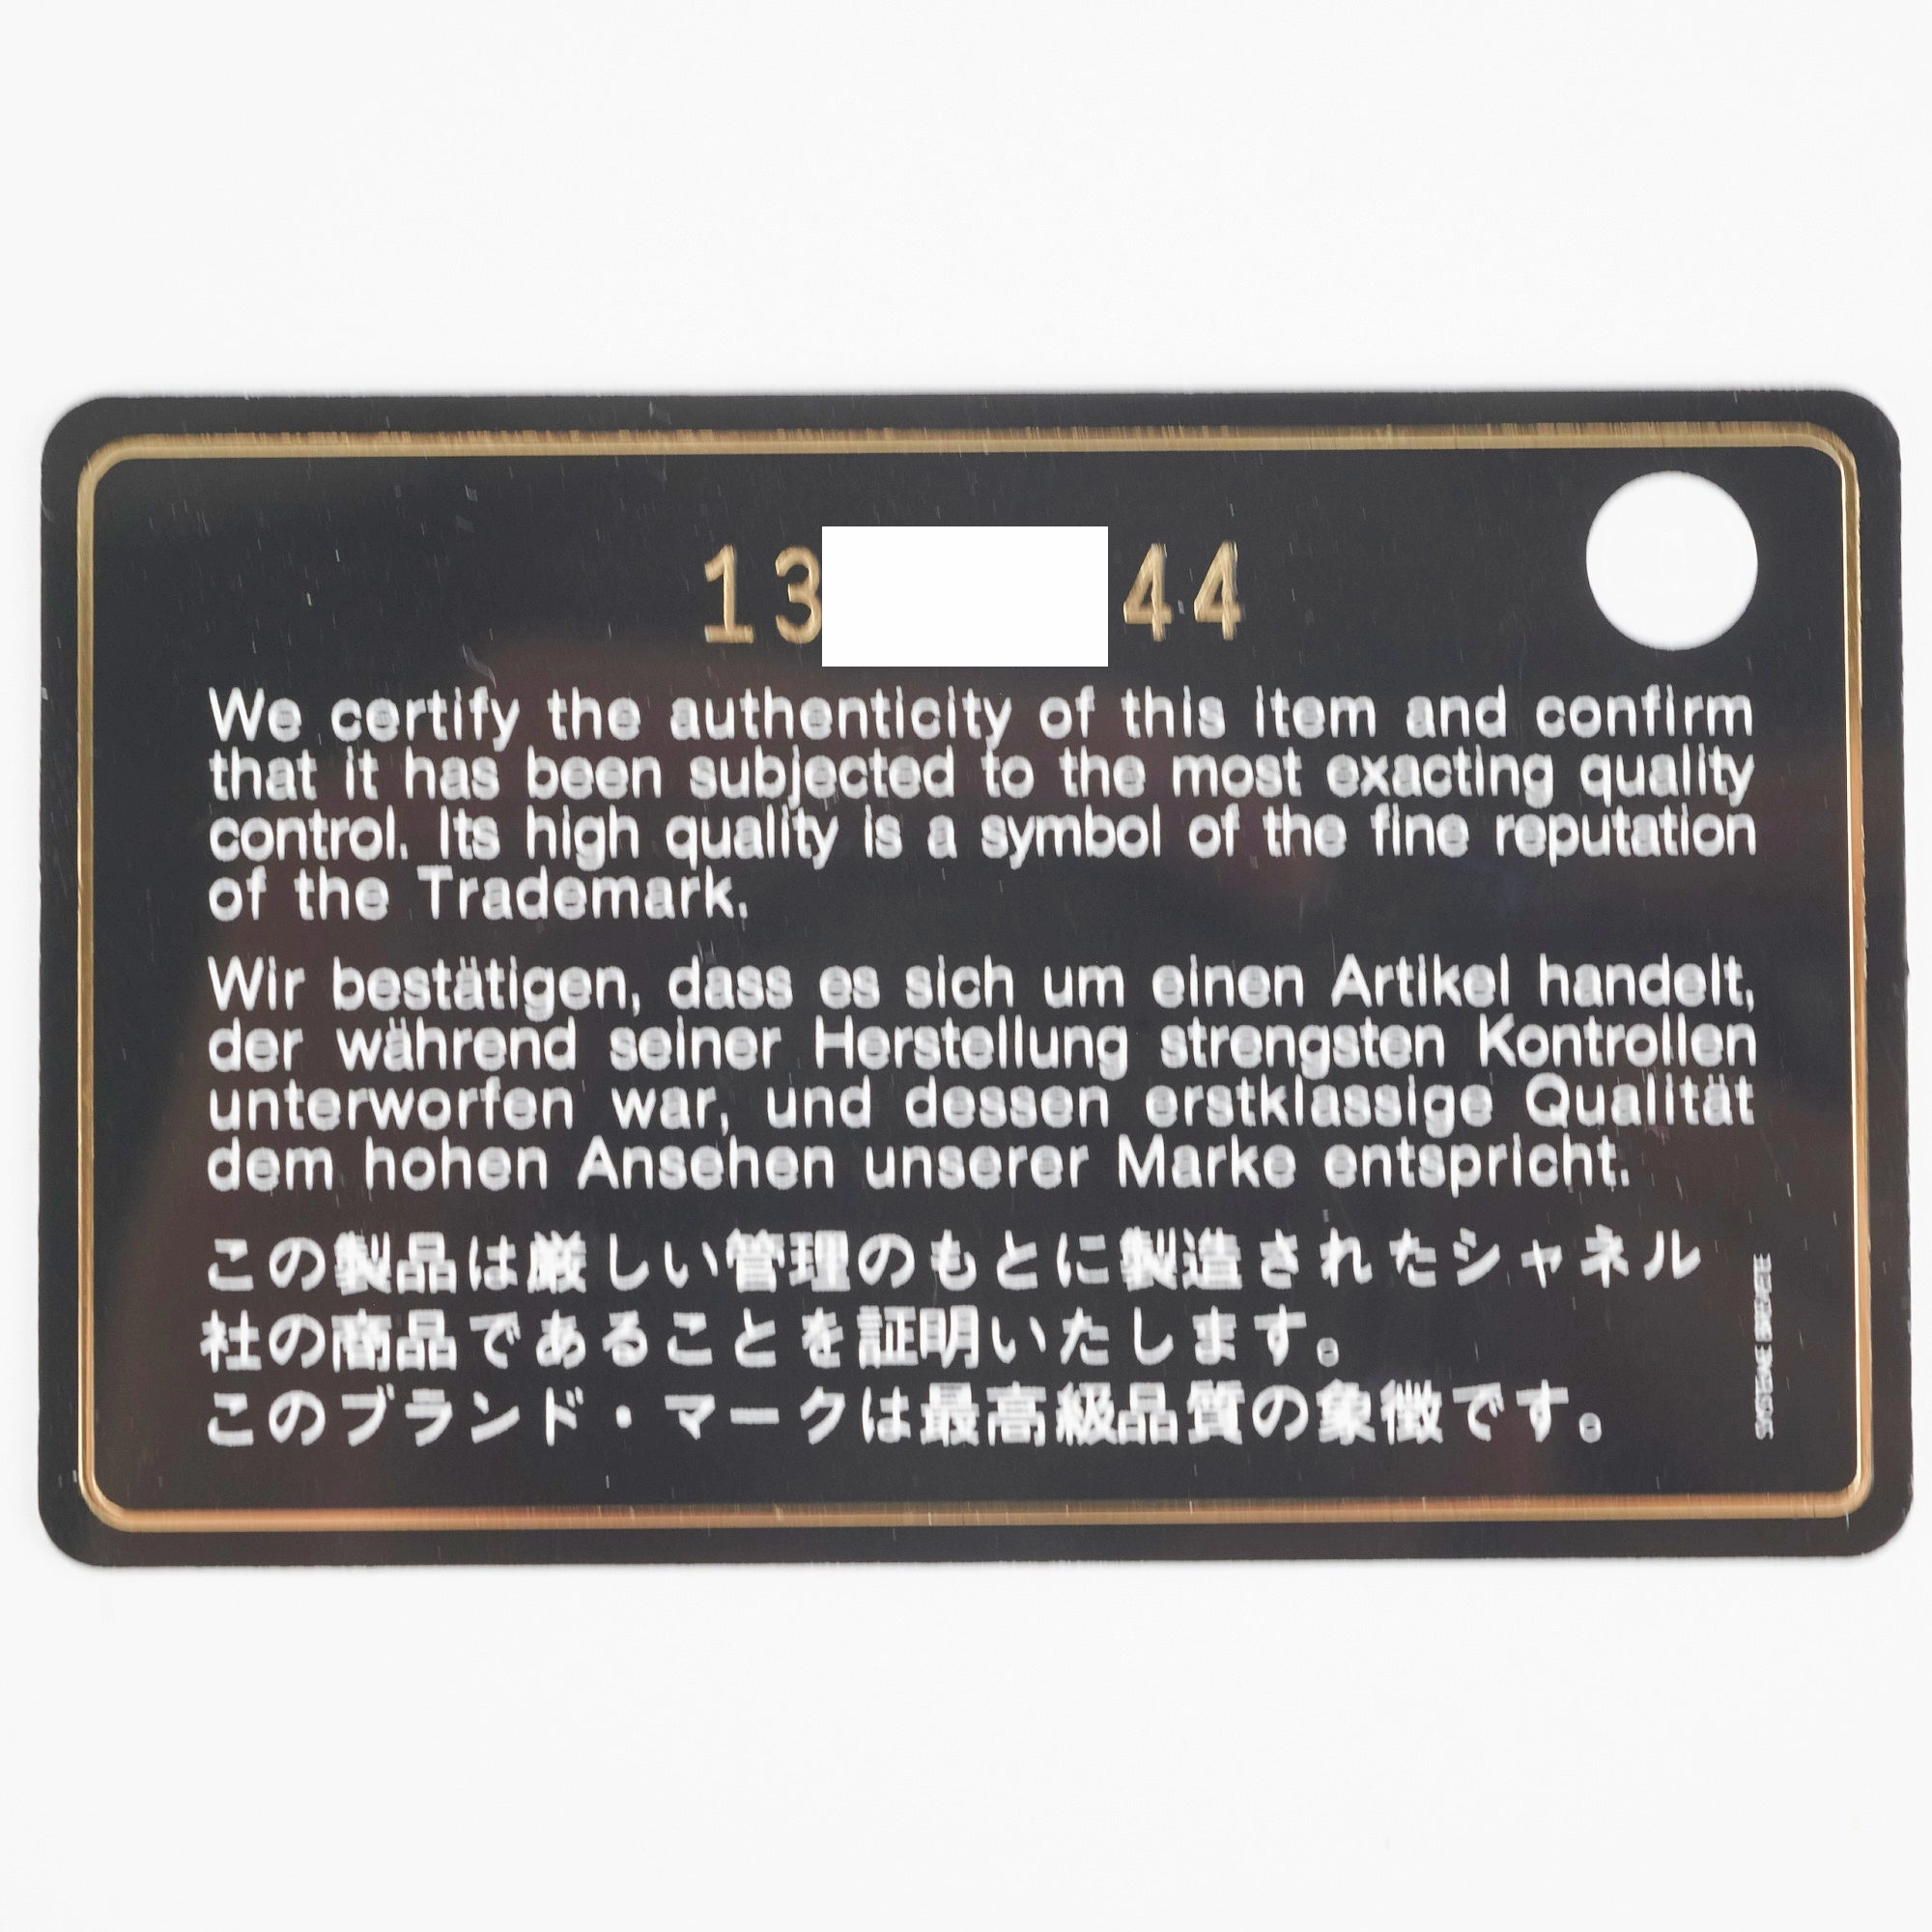 13 44
We certify the authenticity of this item and confirm
that it has been subjected to the most exacting quality
control. Its high quality is a symbol of the fine reputation
of the Trademark.
Wir bestätigen, dass es sich um einen Artikel handelt,
der während seiner Herstellung strengsten Kontrollen
unterworfen war, und dessen erstklassige Qualität
dem hohen Ansehen unserer Marke entspricht.
この製品は厳しい管理のもとに製造されたシャネル
社の商品であることを証明いたします。
このブランド・マークは最高級品質の象徴です。